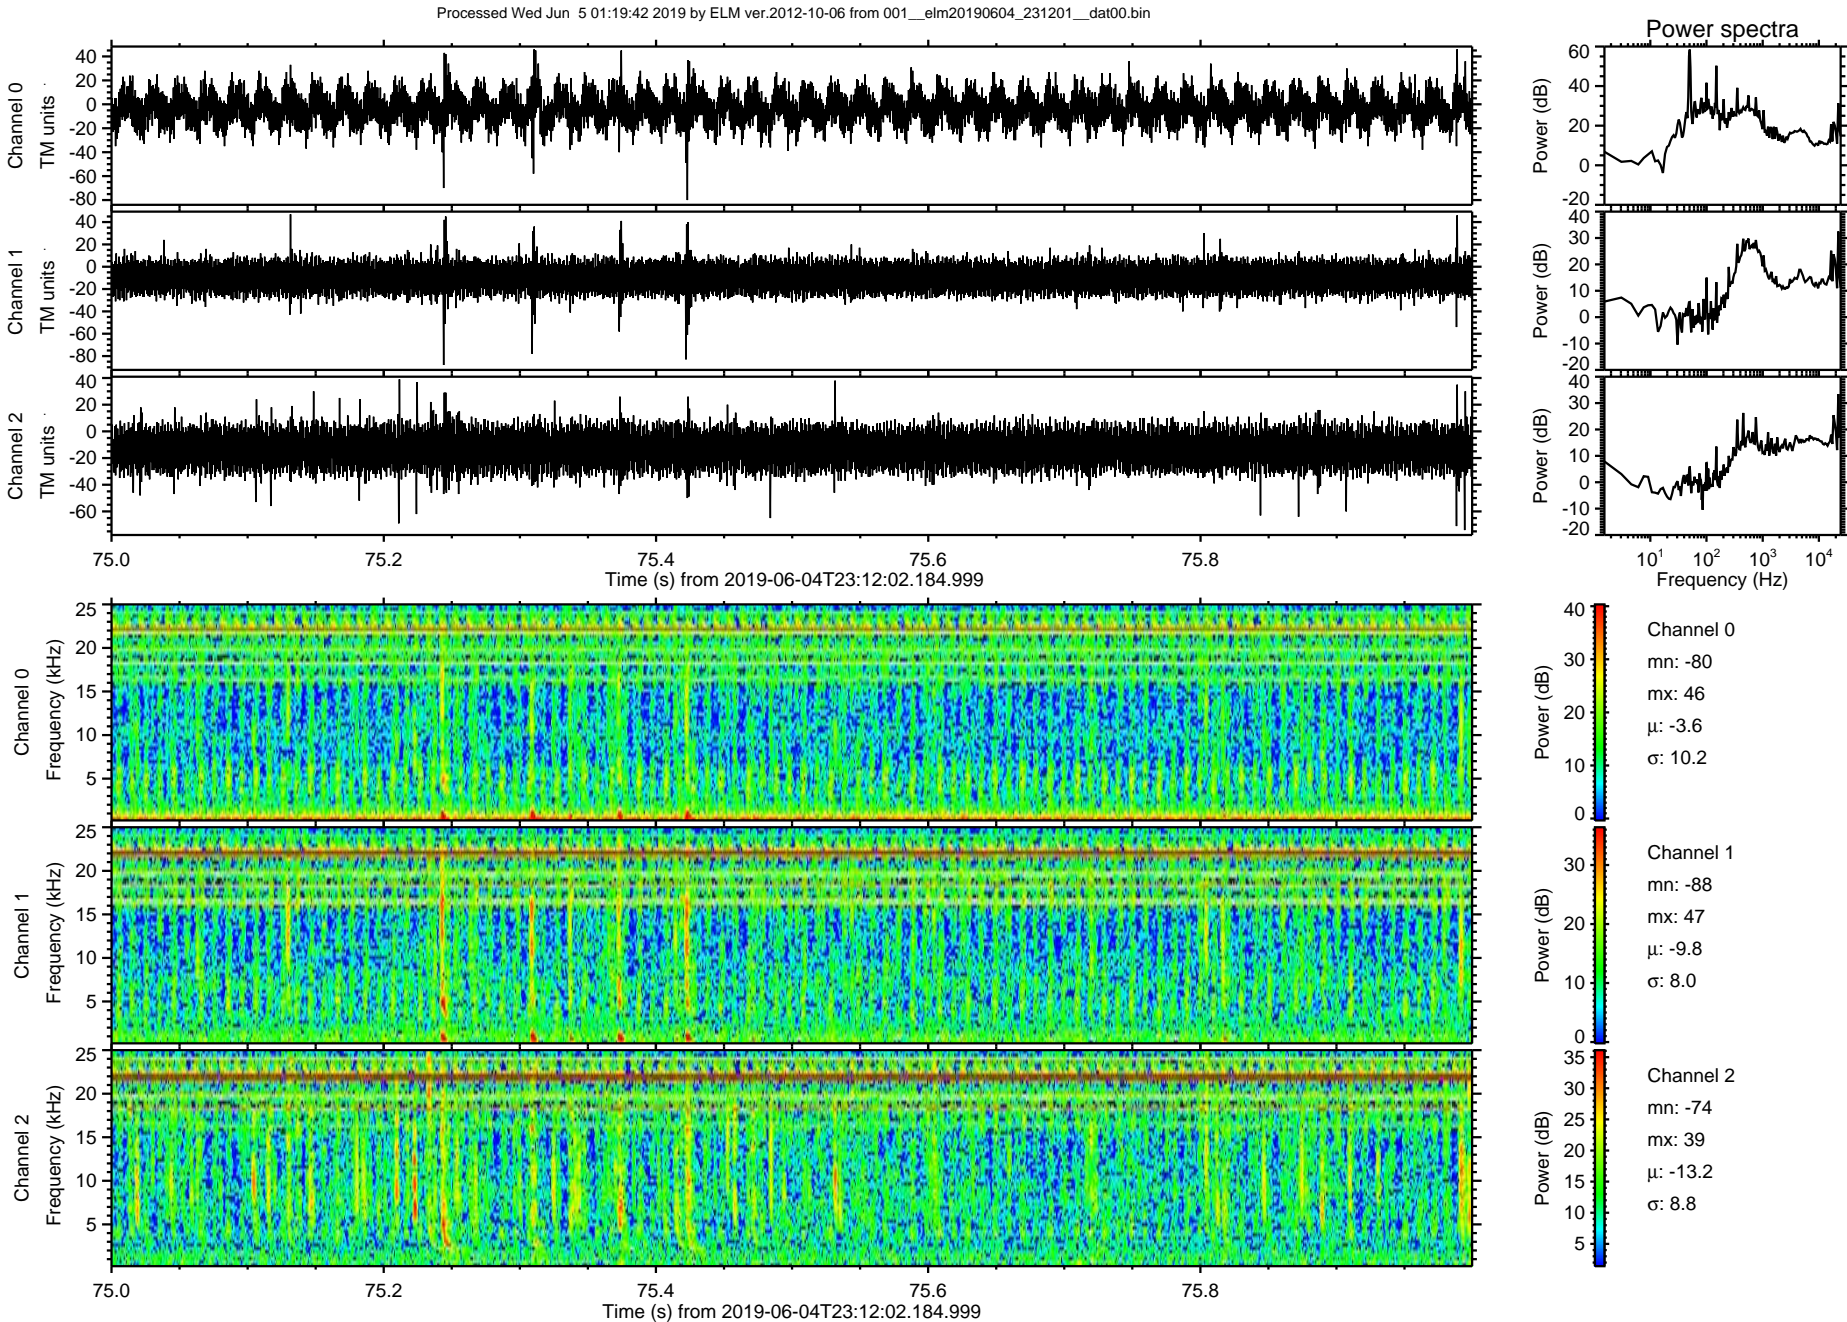 Processed Wed Jun  5 01:19:42 2019 by ELM ver.2012-10-06 from 001__elm20190604_231201__dat00.bin
Power spectra
Channel 0
TM units
40
20
0
-20
-40
-60
-80
Power (dB)
60
40
20
0
-20
Channel 1
TM units
40
20
0
-20
-40
-60
-80
Power (dB)
40
30
20
10
0
-10
-20
Channel 2
TM units
40
20
0
-20
-40
-60
Power (dB)
40
30
20
10
0
-10
-20
75.0 75.2 75.4 75.6 75.8
Time (s) from 2019-06-04T23:12:02.184.999
10¹ 10² 10³ 10⁴
Frequency (Hz)
Channel 0
Frequency (kHz)
25
20
15
10
5
Power (dB)
40
30
20
10
0
Channel 0
mn: -80
mx: 46
μ: -3.6
σ: 10.2
Channel 1
Frequency (kHz)
25
20
15
10
5
Power (dB)
30
20
10
0
Channel 1
mn: -88
mx: 47
μ: -9.8
σ: 8.0
Channel 2
Frequency (kHz)
25
20
15
10
5
Power (dB)
35
30
25
20
15
10
5
Channel 2
mn: -74
mx: 39
μ: -13.2
σ: 8.8
75.0 75.2 75.4 75.6 75.8
Time (s) from 2019-06-04T23:12:02.184.999